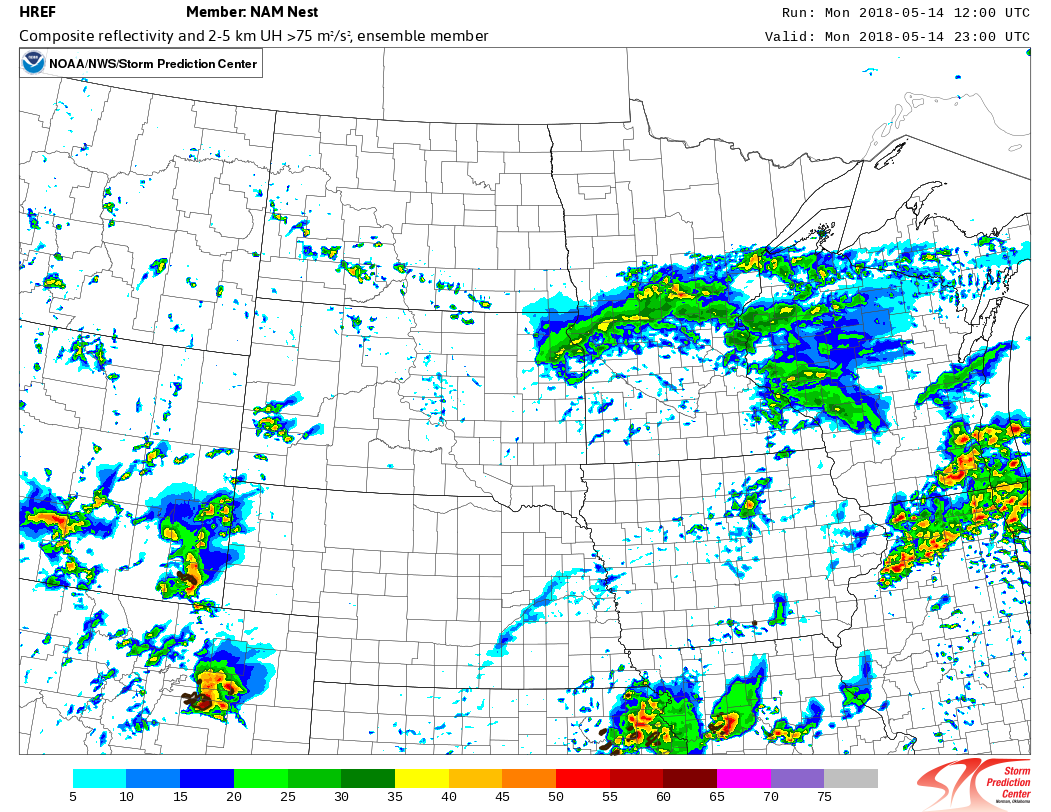 HREF Member: NAM Nest Run: Mon 2018-05-14 12:00 UTC
Composite reflectivity and 2-5 km UH >75 m²/s², ensemble member Valid: Mon 2018-05-14 23:00 UTC
NOAA/NWS/Storm Prediction Center
5 10 15 20 25 30 35 40 45 50 55 60 65 70 75
Storm
Prediction
Center
Norman, Oklahoma